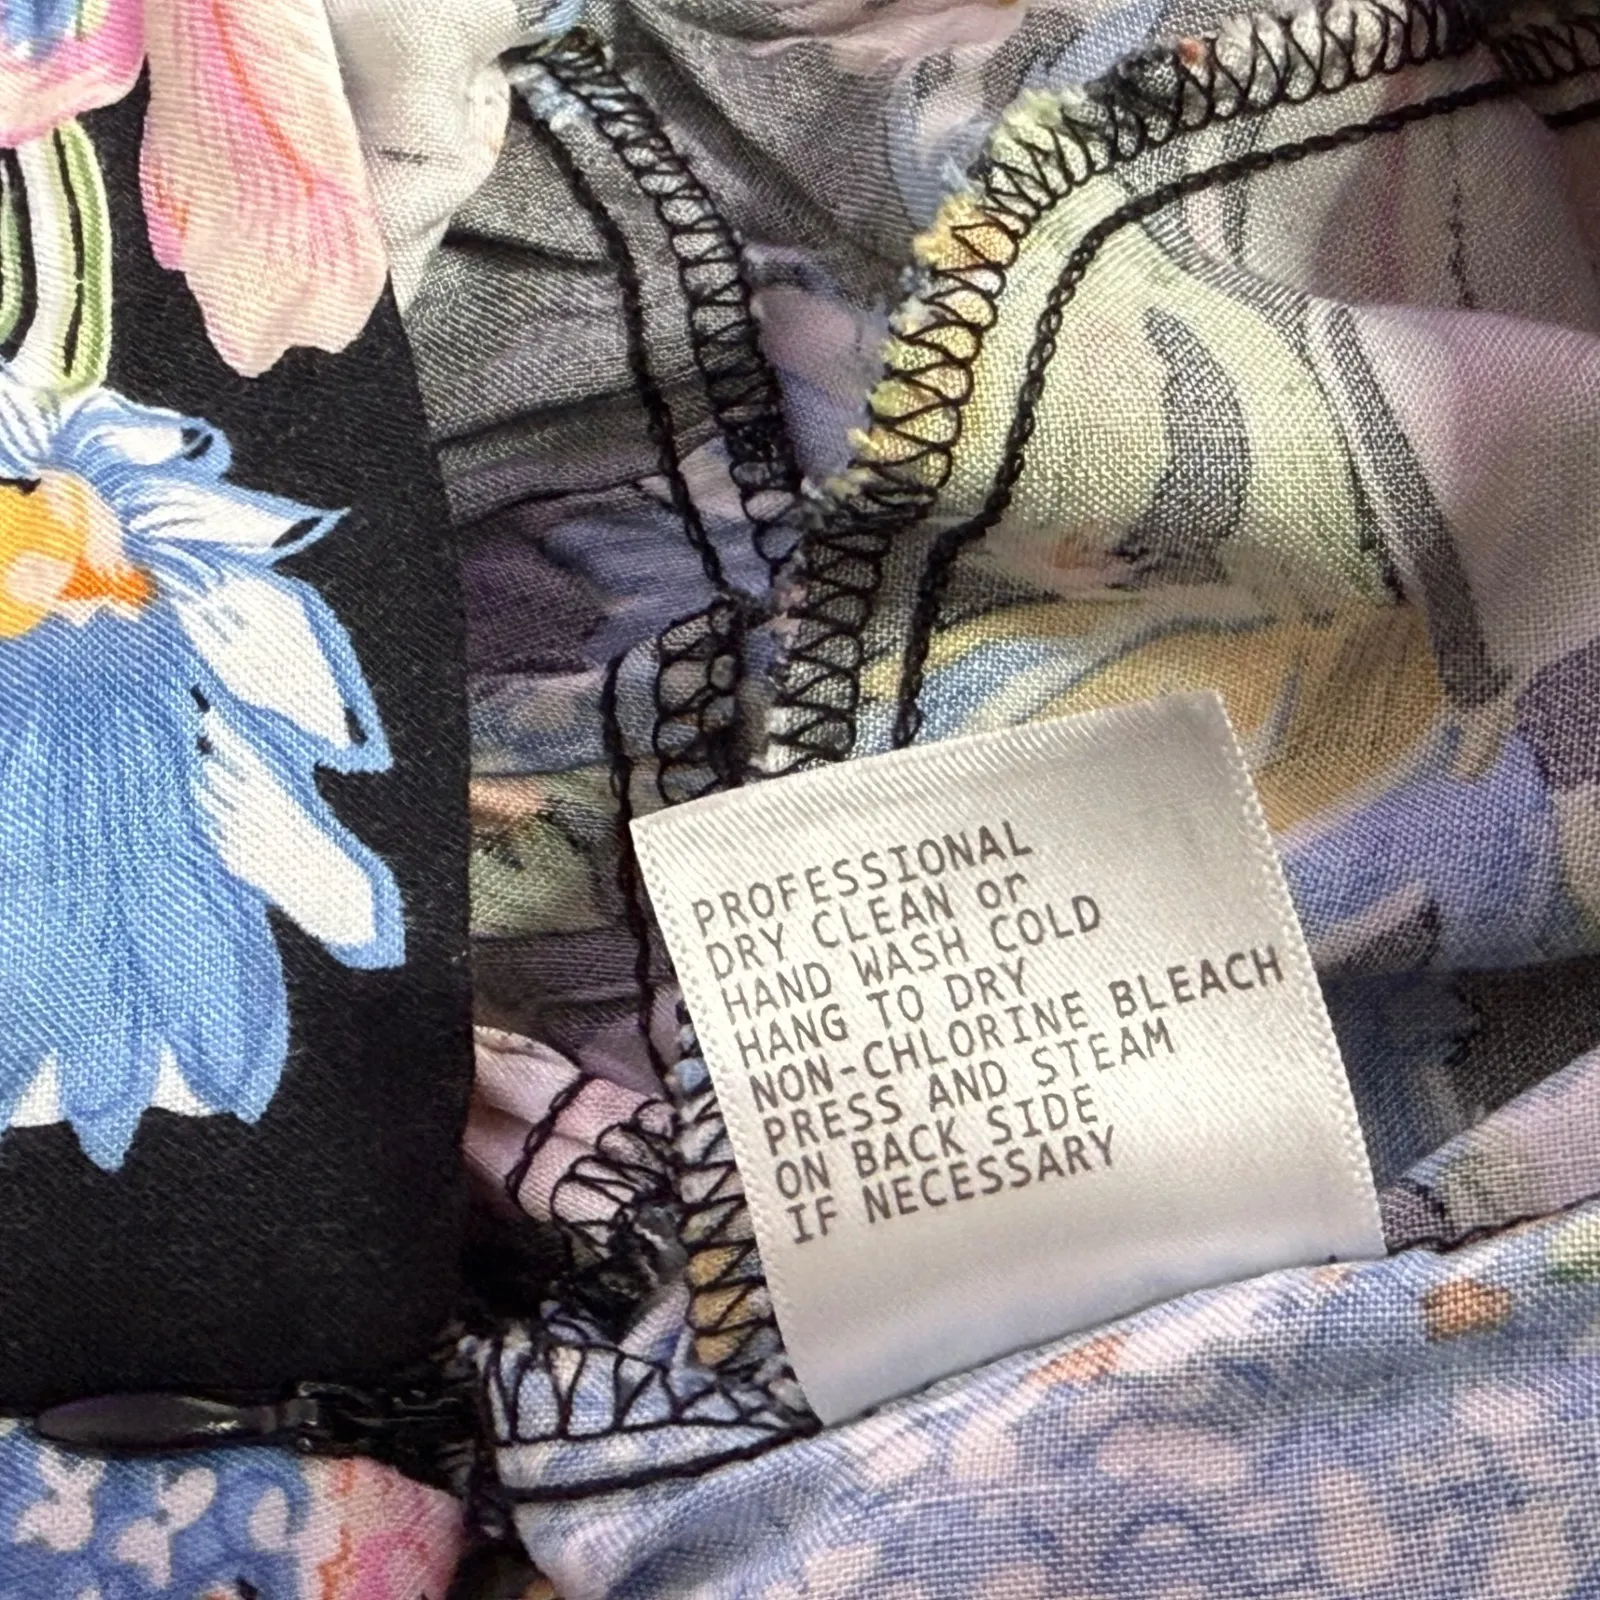 PROFESSIONAL
DRY CLEAN or
HAND WASH COLD
HANG TO DRY
NON-CHLORINE BLEACH
PRESS AND STEAM
ON BACK SIDE
IF NECESSARY